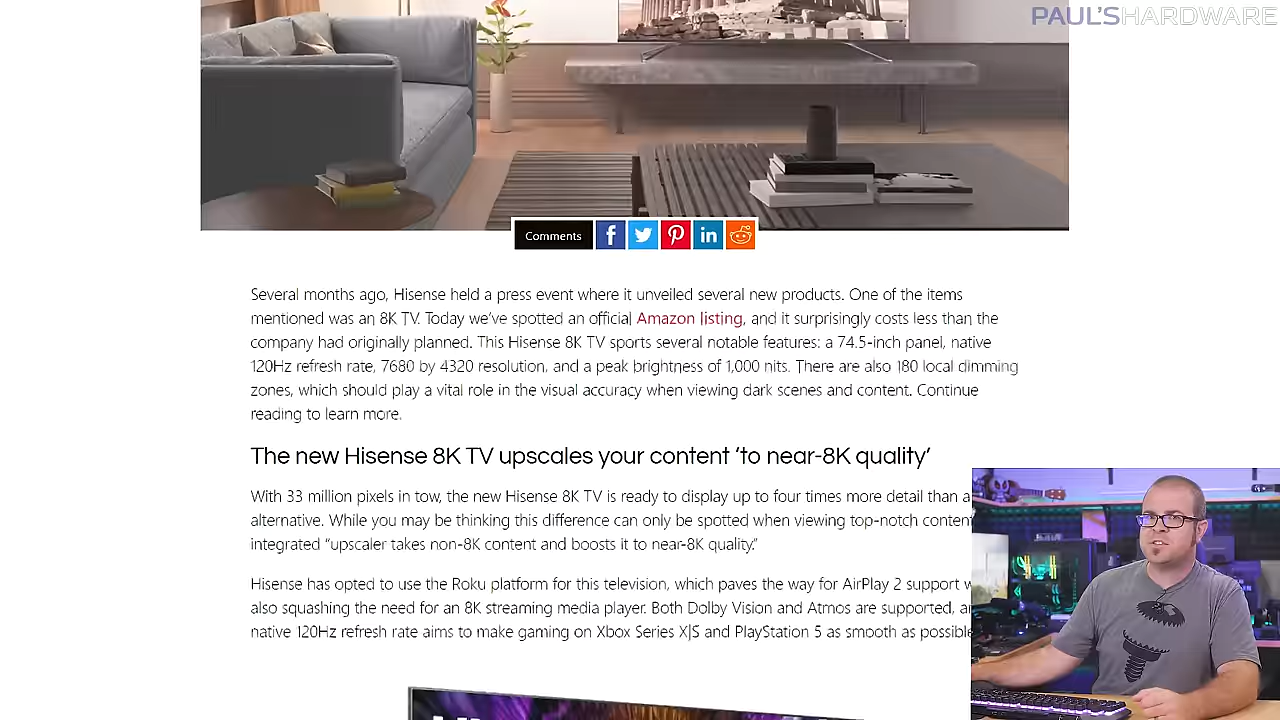 PAUL'SHARDWARE
Comments
Several months ago, Hisense held a press event where it unveiled several new products. One of the items
mentioned was an 8K TV. Today we've spotted an official Amazon listing, and it surprisingly costs less than the
company had originally planned. This Hisense 8K TV sports several notable features: a 74.5-inch panel, native
120Hz refresh rate, 7680 by 4320 resolution, and a peak brightness of 1,000 nits. There are also 180 local dimming
zones, which should play a vital role in the visual accuracy when viewing dark scenes and content. Continue
reading to learn more.
The new Hisense 8K TV upscales your content ‘to near-8K quality’
With 33 million pixels in tow, the new Hisense 8K TV is ready to display up to four times more detail than a
alternative. While you may be thinking this difference can only be spotted when viewing top-notch content
integrated “upscaler takes non-8K content and boosts it to near-8K quality.”
Hisense has opted to use the Roku platform for this television, which paves the way for AirPlay 2 support
also squashing the need for an 8K streaming media player. Both Dolby Vision and Atmos are supported,
native 120Hz refresh rate aims to make gaming on Xbox Series X|S and PlayStation 5 as smooth as possible